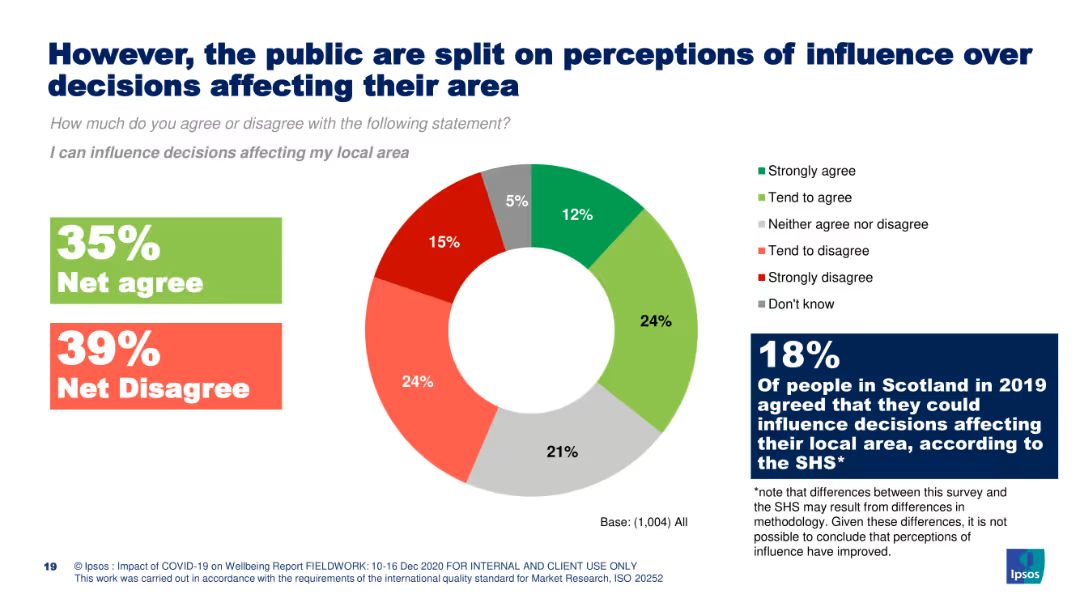 However, the public are split on perceptions of influence over
decisions affecting their area
How much do you agree or disagree with the following statement?
I can influence decisions affecting my local area
35%
Net agree
39%
Net Disagree
5%
12%
15%
24%
24%
21%
Strongly agree
Tend to agree
Neither agree nor disagree
Tend to disagree
Strongly disagree
Don't know
18%
Of people in Scotland in 2019
agreed that they could
influence decisions affecting
their local area, according to
the SHS*
*note that differences between this survey and
the SHS may result from differences in
methodology. Given these differences, it is not
possible to conclude that perceptions of
influence have improved.
Base: (1,004) All
19
© Ipsos : Impact of COVID-19 on Wellbeing Report FIELDWORK: 10-16 Dec 2020 FOR INTERNAL AND CLIENT USE ONLY
This work was carried out in accordance with the requirements of the international quality standard for Market Research, ISO 20252
Ipsos